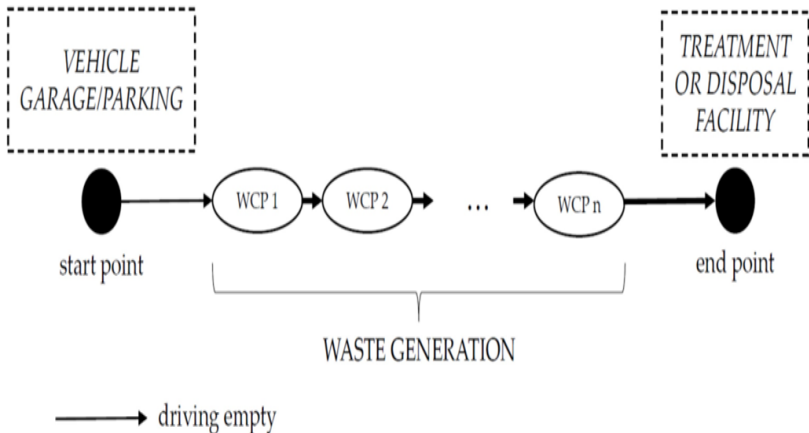 VEHICLE
GARAGE/PARKING
TREATMENT
OR DISPOSAL
FACILITY
WCP 1
WCP 2
...
WCP n
start point
end point
WASTE GENERATION
driving empty